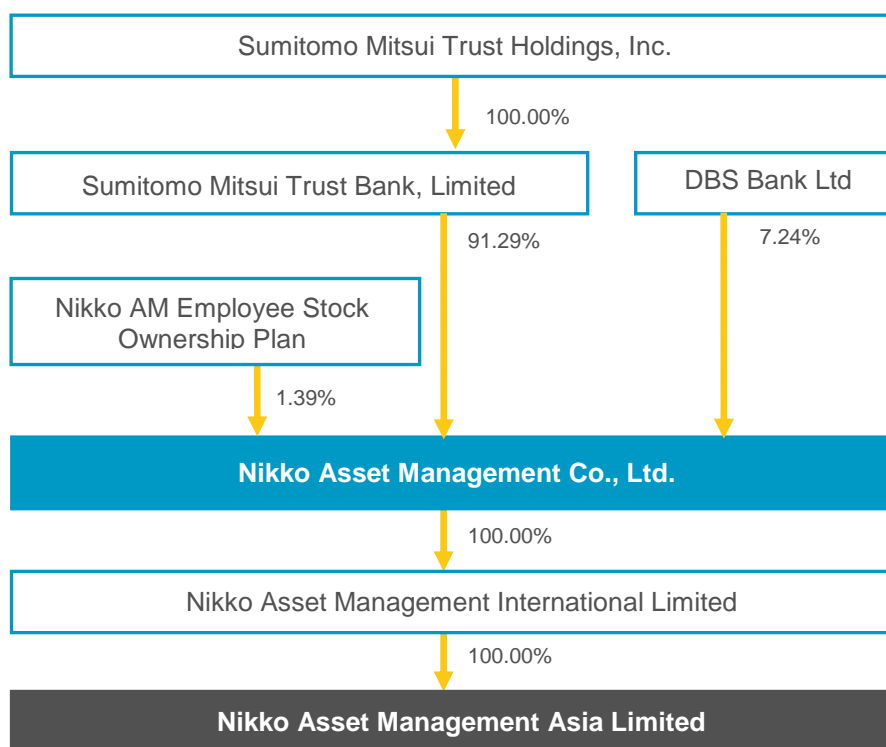 Sumitomo Mitsui Trust Holdings, Inc.
100.00%
Sumitomo Mitsui Trust Bank, Limited
DBS Bank Ltd
91.29%
7.24%
Nikko AM Employee Stock
Ownership Plan
1.39%
Nikko Asset Management Co., Ltd.
100.00%
Nikko Asset Management International Limited
100.00%
Nikko Asset Management Asia Limited